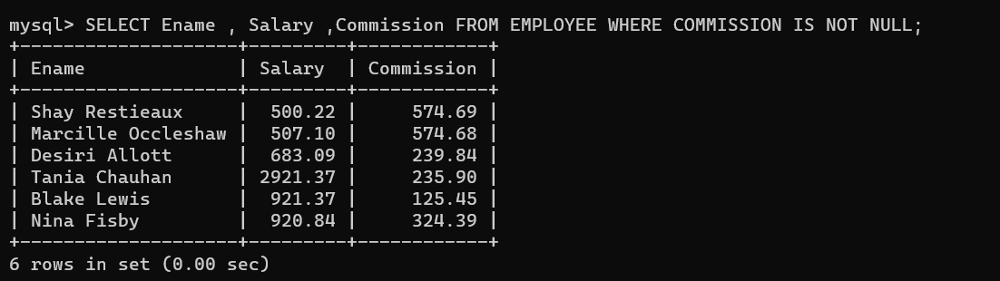 mysql> SELECT Ename , Salary ,Commission FROM EMPLOYEE WHERE COMMISSION IS NOT NULL;
+--------------------+---------+------------+
| Ename              | Salary  | Commission |
+--------------------+---------+------------+
| Shay Restieaux     |  500.22 |     574.69 |
| Marcille Occleshaw |  507.10 |     574.68 |
| Desiri Allott      |  683.09 |     239.84 |
| Tania Chauhan      | 2921.37 |     235.90 |
| Blake Lewis        |  921.37 |     125.45 |
| Nina Fisby         |  920.84 |     324.39 |
+--------------------+---------+------------+
6 rows in set (0.00 sec)